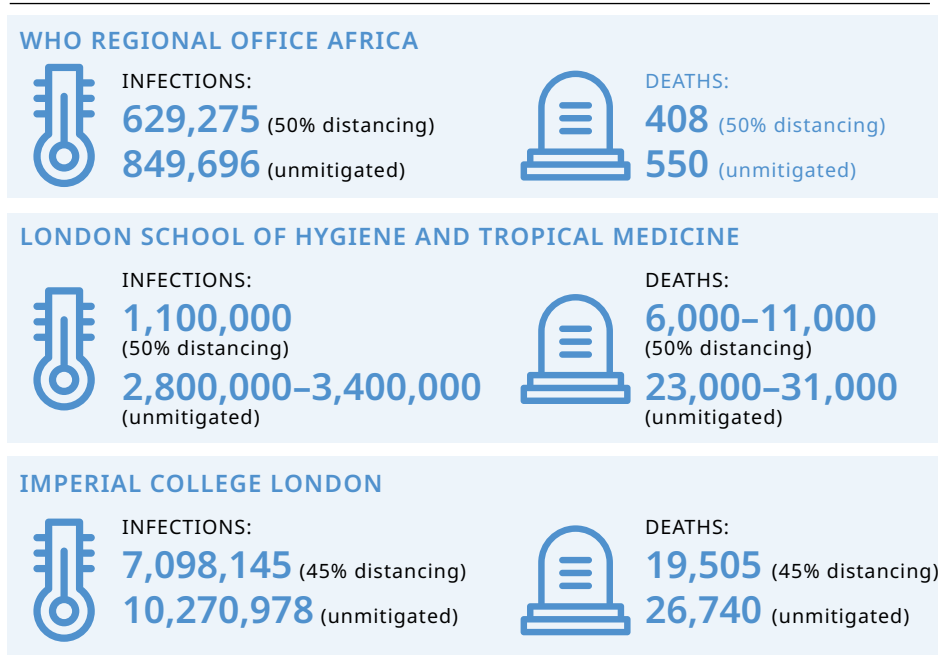 WHO REGIONAL OFFICE AFRICA
INFECTIONS:
629,275 (50% distancing)
849,696 (unmitigated)
DEATHS:
408 (50% distancing)
550 (unmitigated)
LONDON SCHOOL OF HYGIENE AND TROPICAL MEDICINE
INFECTIONS:
1,100,000
(50% distancing)
2,800,000–3,400,000
(unmitigated)
DEATHS:
6,000–11,000
(50% distancing)
23,000–31,000
(unmitigated)
IMPERIAL COLLEGE LONDON
INFECTIONS:
7,098,145 (45% distancing)
10,270,978 (unmitigated)
DEATHS:
19,505 (45% distancing)
26,740 (unmitigated)